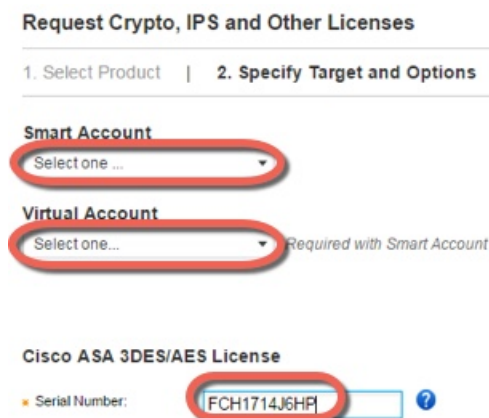 Request Crypto, IPS and Other Licenses
1. Select Product | 2. Specify Target and Options
Smart Account
Select one ...
Virtual Account
Select one... Required with Smart Account
Cisco ASA 3DES/AES License
Serial Number: FCH1714J6HP ?